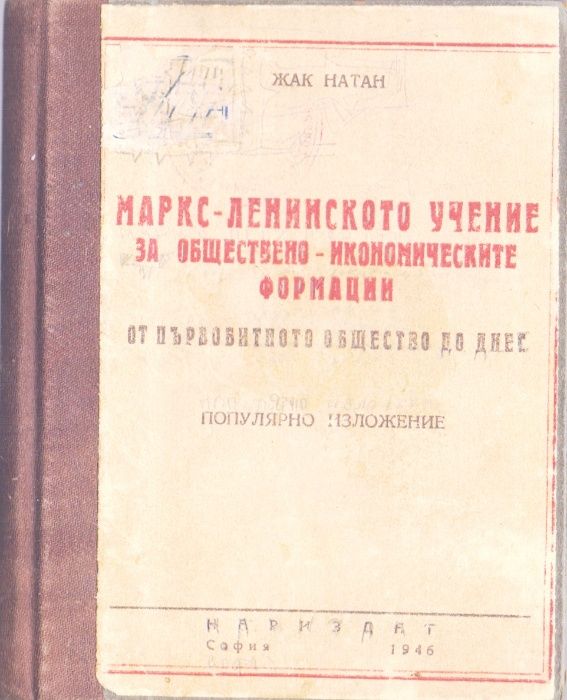 ЖАК НАТАН
МАРКС-ЛЕНИНСКОТО УЧЕНИЕ
ЗА ОБЩЕСТВЕНО-ИКОНОМИЧЕСКИТЕ
ФОРМАЦИИ
ОТ ПЪРВОБИТНОТО ОБЩЕСТВО ДО ДНЕС
ПОПУЛЯРНО ИЗЛОЖЕНИЕ
НАРИЗДАТ
София 1946